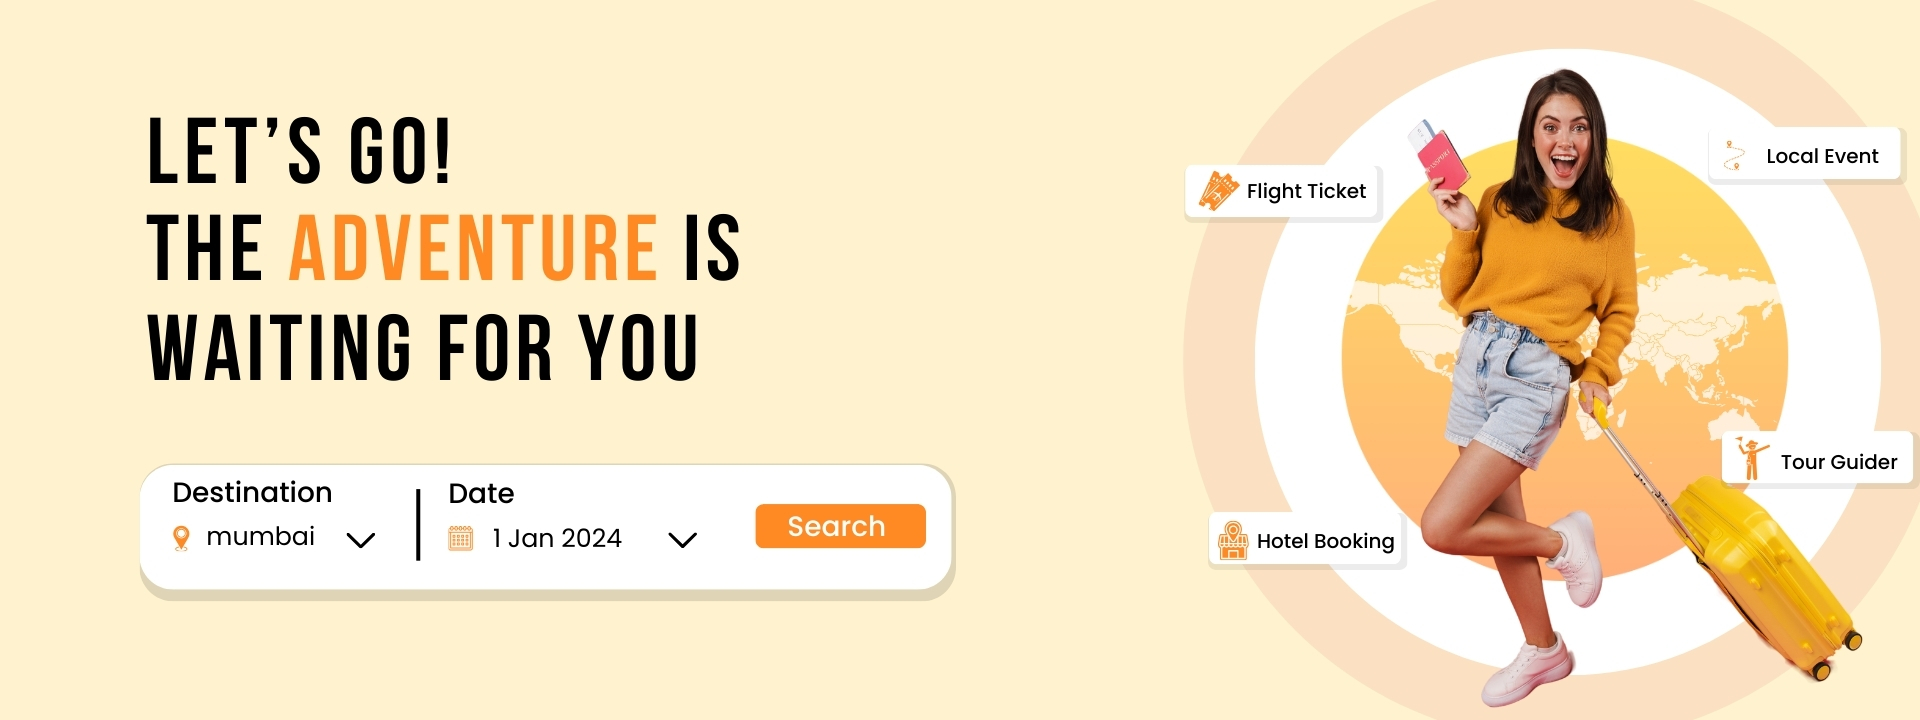 LET’S GO!
THE ADVENTURE IS
WAITING FOR YOU
Destination
mumbai
Date
1 Jan 2024
Search
Flight Ticket
PASSPORT
Local Event
Tour Guider
Hotel Booking